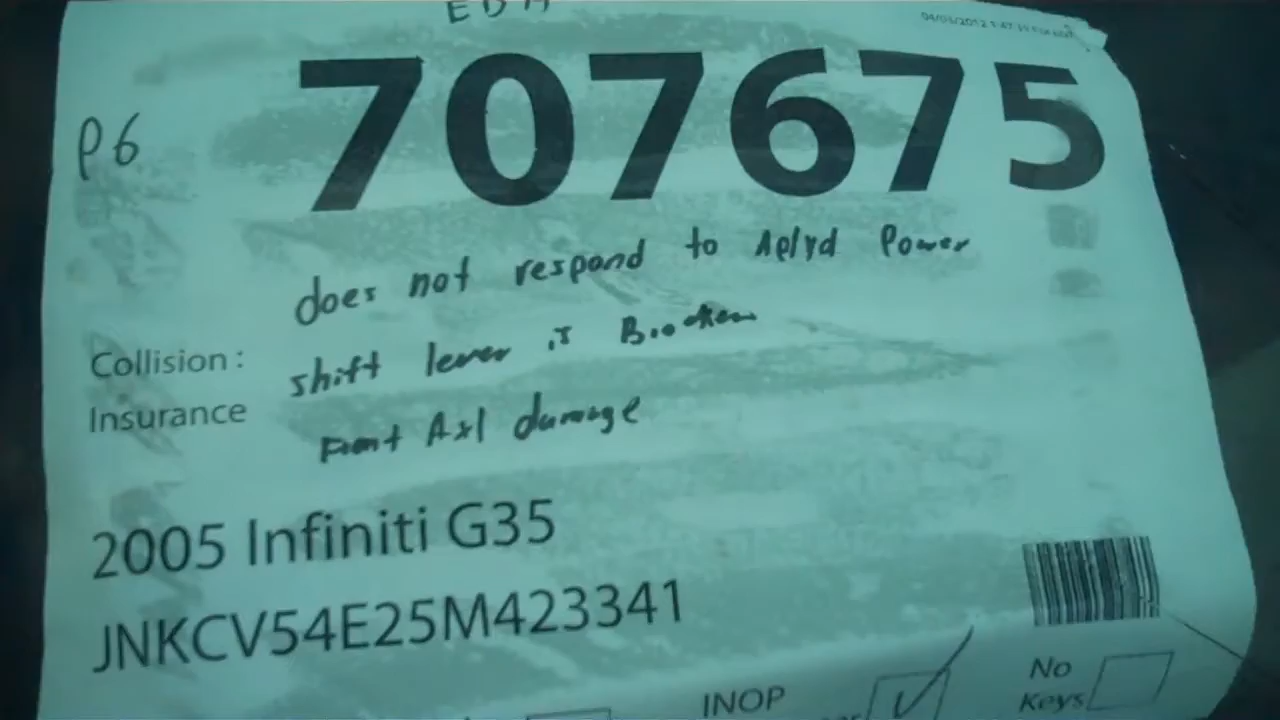 707675
P6
does not respond to Aplyd Power
shift lever is Brooken
Front Axl damage
Collision:
Insurance
2005 Infiniti G35
JNKCV54E25M423341
INOP
No
Keys